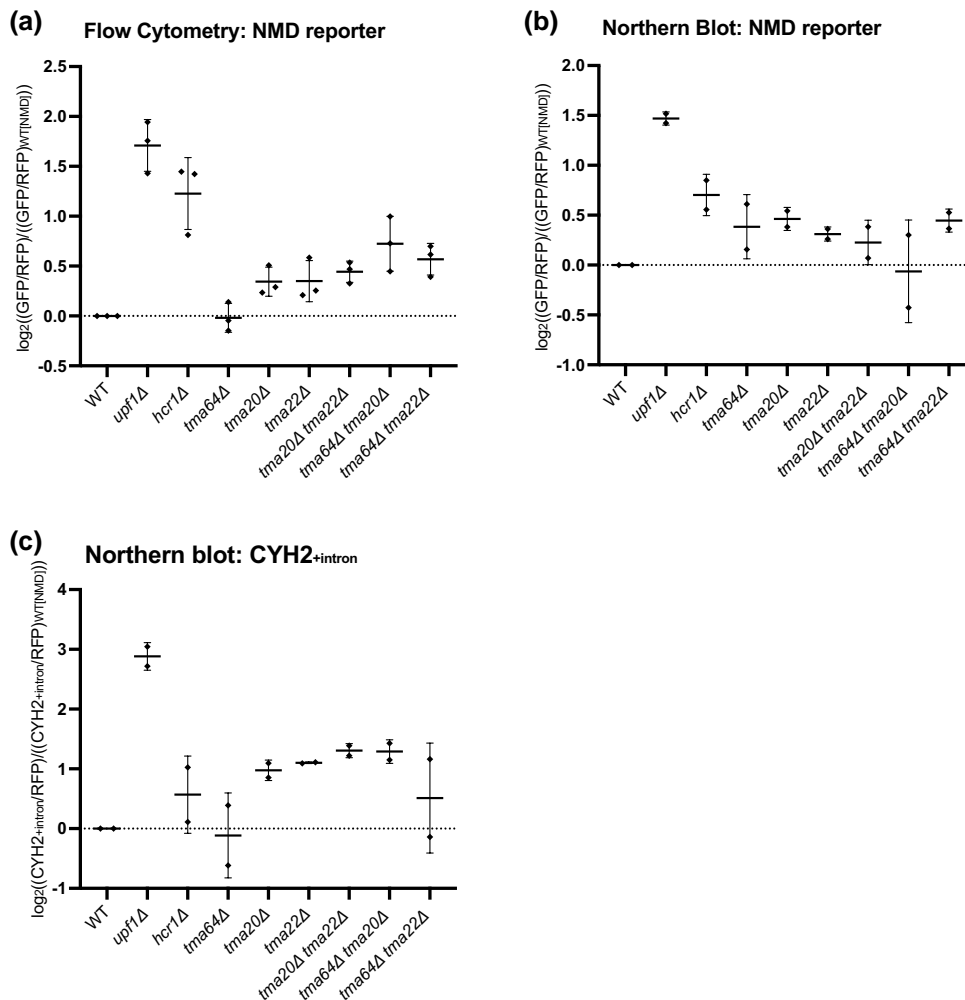 (a)
Flow Cytometry: NMD reporter
log2((GFP/RFP)/((GFP/RFP)WT[NMD]))
2.5
2.0
1.5
1.0
0.5
0.0
-0.5
WT
upf1Δ
hcr1Δ
tma64Δ
tma20Δ
tma22Δ
tma20Δ tma22Δ
tma64Δ tma20Δ
tma64Δ tma22Δ
(b)
Northern Blot: NMD reporter
log2((GFP/RFP)/((GFP/RFP)WT[NMD]))
2.0
1.5
1.0
0.5
0.0
-0.5
-1.0
WT
upf1Δ
hcr1Δ
tma64Δ
tma20Δ
tma22Δ
tma20Δ tma22Δ
tma64Δ tma20Δ
tma64Δ tma22Δ
(c)
Northern blot: CYH2+intron
log2((CYH2+intron/RFP)/((CYH2+intron/RFP)WT[NMD]))
4
3
2
1
0
-1
WT
upf1Δ
hcr1Δ
tma64Δ
tma20Δ
tma22Δ
tma20Δ tma22Δ
tma64Δ tma20Δ
tma64Δ tma22Δ